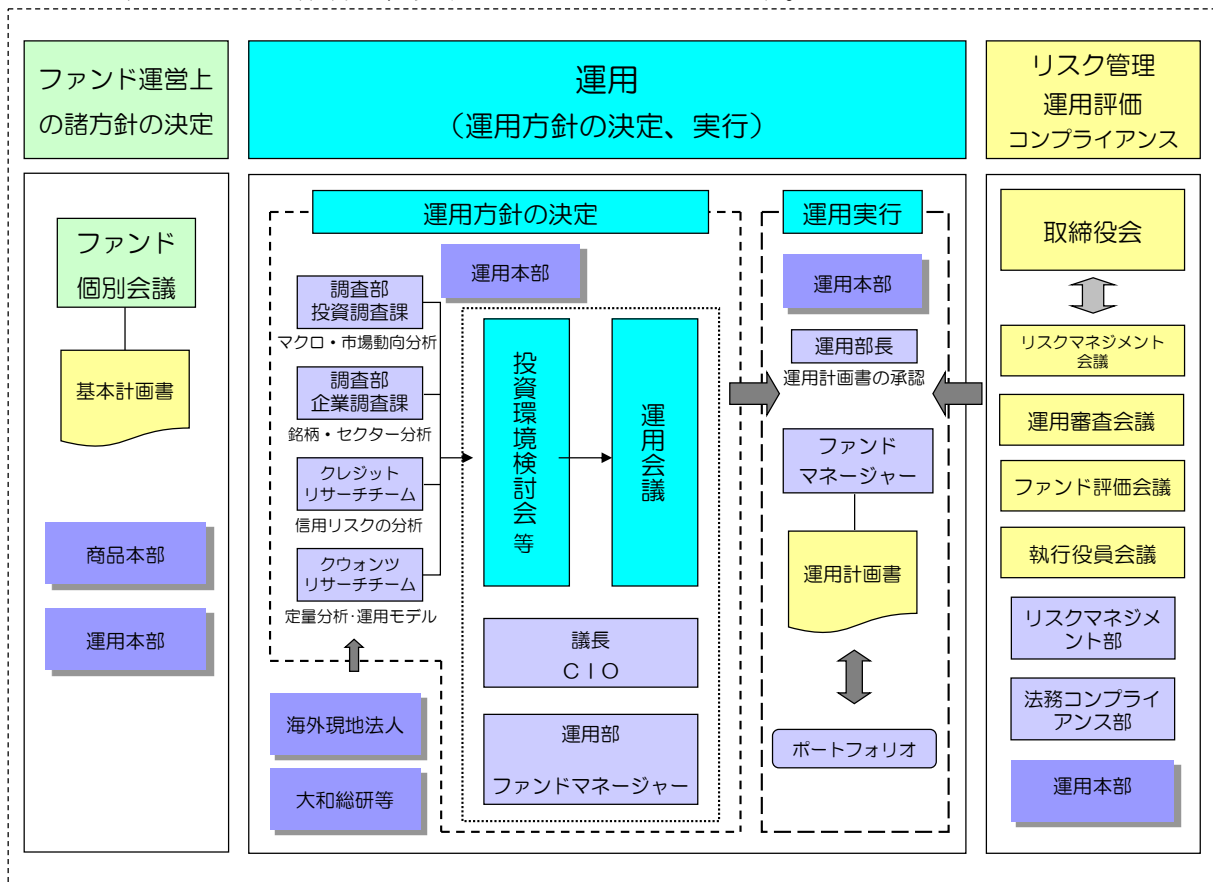 ファンド運営上
の諸方針の決定
運用
（運用方針の決定、実行）
リスク管理
運用評価
コンプライアンス
ファンド
個別会議
基本計画書
商品本部
運用本部
運用方針の決定
運用本部
調査部
投資調査課
マクロ・市場動向分析
調査部
企業調査課
銘柄・セクター分析
クレジット
リサーチチーム
信用リスクの分析
クウォンツ
リサーチチーム
定量分析･運用モデル
海外現地法人
大和総研等
投資環境検討会 等
運用会議
議長
ＣＩＯ
運用部
ファンドマネージャー
運用実行
運用本部
運用部長
運用計画書の承認
ファンド
マネージャー
運用計画書
ポートフォリオ
取締役会
リスクマネジメント
会議
運用審査会議
ファンド評価会議
執行役員会議
リスクマネジメ
ント部
法務コンプライ
アンス部
運用本部